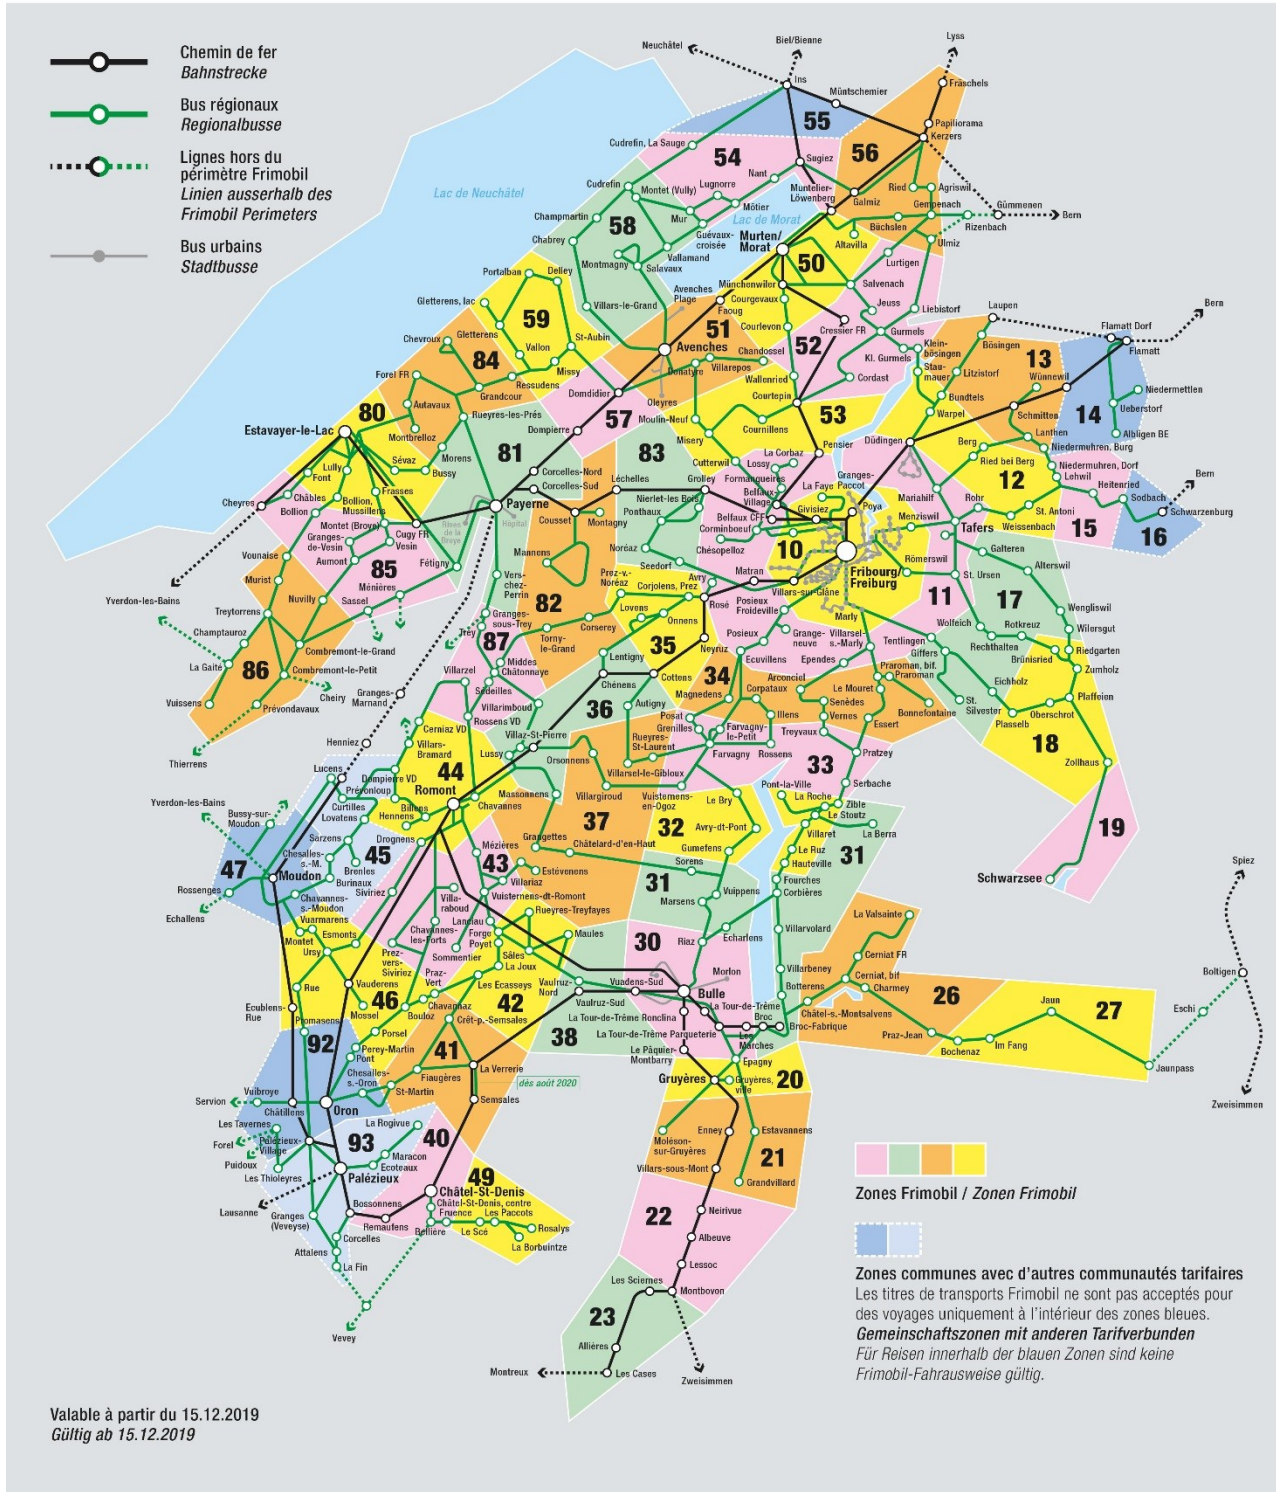 Chemin de fer
Bahnstrecke
Bus régionaux
Regionalbusse
Lignes hors du
périmètre Frimobil
Linien ausserhalb des
Frimobil Perimeters
Bus urbains
Stadtbusse
Neuchâtel
Biel/Bienne
Lyss
Ins
Müntschemier
Fräschels
55
Papiliorama
Kerzers
Cudrefin, La Sauge
54
Sugiez
56
Lac de Neuchâtel
Cudrefin
Montet (Vully)
Lugnorre
Nant
Muntelier-
Löwenberg
Galmiz
Ried
Agriswil
Gempenach
Gümmenen
Bern
Champmartin
58
Mur
Môtier
Lac de Morat
Büchslen
Rizenbach
Chabrey
Guévaux-
croisée
Murten/
Morat
Altavilla
Ulmiz
Montmagny
Vallamand
Salavaux
50
Lurtigen
Portalban
Delley
Münchenwiler
Salvenach
Gletterens, lac
Villars-le-Grand
Avenches
Plage
Courgevaux
Jeuss
Laupen
Bern
59
Faoug
Liebistorf
Gletterens
51
Courlevon
Cressier FR
Gurmels
Flamatt Dorf
Chevroux
St-Aubin
Avenches
52
Klein-
bösingen
Bösingen
Flamatt
84
Vallon
Chandossel
Kl. Gurmels
13
Forel FR
Missy
Donatyre
Villarepos
Stau-
mauer
Litzistorf
Wünnewil
Ressudens
Wallenried
Cordast
Niedermettlen
80
Autavaux
Grandcour
Oleyres
Bundtels
14
Domdidier
Courtepin
Ueberstorf
Rueyres-les-Prés
57
Moulin-Neuf
53
Warpel
Schmitten
Estavayer-le-Lac
Montbrelloz
Dompierre
Cournillens
Lanthen
Albligen BE
81
83
Misery
Pensier
Düdingen
Berg
Niedermuhren, Burg
Lully
Font
Sévaz
Morens
Bussy
Corcelles-Nord
Corcelles-Sud
Léchelles
Cutterwil
La Corbaz
Lossy
Formangueires
Granges-
Paccot
Ried bei Berg
Niedermuhren, Dorf
Cheyres
Frasses
Grolley
Belfaux-
Village
La Faye
12
Lehwil
Heitenried
Bern
Châbles
Bollion,
Mussillens
Payerne
Nierlet-les Bois
Givisiez
Poya
Mariahilf
Rohr
St. Antoni
Sodbach
Bollion
Ponthaux
Belfaux CFF
Menziswil
Schwarzenburg
Montet (Broye)
Cugy FR
Rives
de la
Broye
Hôpital
Cousset
Montagny
Corminboeuf
Weissenbach
Tafers
15
16
Granges-
de-Vesin
Vesin
Chésopelloz
10
Vounaise
Aumont
Mannens
Noréaz
Fribourg/
Freiburg
Galteren
Murist
85
Fétigny
Seedorf
Römerswil
Alterswil
Ménières
Vers-
chez-
Perrin
Prez-v.-
Noréaz
Corjolens, Prez
Avry
Matran
Villars-sur-Glâne
St. Ursen
17
Nuvilly
Sassel
82
Rosé
Posieux
Froideville
Marly
11
Wengliswil
Yverdon-les-Bains
Treytorrens
Granges-
sous-Trey
Lovens
Onnens
Wolfeich
Rotkreuz
Wilersgut
Champtauroz
Trey
Corserey
35
Neyruz
Posieux
Grange-
neuve
Villarsel-
s.-Marly
Tentlingen
Giffers
Rechthalten
Riedgarten
La Gaité
Combremont-le-Grand
87
Torny-
le-Grand
Lentigny
34
Ecuvillens
Ependes
Brünisried
Zumholz
Combremont-le-Petit
Villarzel
Middes
Châtonnaye
Cottens
Arconciel
Praroman, bif.
Praroman
Eichholz
Plaffeien
86
Cheiry
Granges-
Marnand
Sédeilles
Chénens
Magnedens
Corpataux
Le Mouret
St.
Silvester
Oberschrot
Vuissens
Prévondavaux
Villarimboud
36
Autigny
Posat
Illens
Senèdes
Vernes
Bonnefontaine
Plasselb
Rossens VD
Grenilles
Farvagny-
le-Petit
Treyvaux
Essert
18
Thierrens
Henniez
Cerniaz VD
Villaz-St-Pierre
Rueyres-
St-Laurent
Farvagny
Rossens
Pratzey
Zollhaus
Villars-
Bramard
Lussy
Orsonnens
Villarsel-le-Gibloux
33
Lucens
Dompierre VD
44
Prévonloup
Romont
Massonnens
Villargiroud
Vuisternens-
en-Ogoz
Pont-la-Ville
Serbache
Yverdon-les-Bains
Curtilles
Billens
Chavannes
Le Bry
La Roche
Zible
Bussy-sur-
Moudon
Lovatens
Hennens
37
32
Avry-dt-Pont
Le Stoutz
19
Sarzens
Drognens
Grangettes
Villaret
La Berra
47
Chesalles-
s.-M.
45
Mézières
Châtelard-d'en-Haut
Gumefens
Le Ruz
31
Moudon
Brenles
Burinaux
43
Estévenens
Sorens
Hauteville
Schwarzsee
Spiez
Rossenges
Siviriez
Villariaz
31
Fourches
Echallens
Chavannes-
s.-Moudon
Villa-
raboud
Vuisternens-dt-Romont
Vuippens
Corbières
Vuarmarens
Rueyres-Treyfayes
Marsens
La Valsainte
Montet
Esmonts
Chavannes-
les-Forts
Lanciau
Forge
Poyet
Maules
30
Echarlens
Villarvolard
Ursy
Sommentier
Riaz
Cerniat FR
Prez-
vers-
Siviriez
Sâles
Villarbeney
Boltigen
Rue
Vauderens
Praz-
Vert
La Joux
Vaulruz-
Nord
Vuadens-Sud
Morlon
Cerniat, bif
Les Ecasseys
Botterens
Charmey
46
Chavannaz
42
Bulle
La Tour-de-Trême
26
27
Ecublens-
Rue
Mossel
Bouloz
Crêt-p.-Semsales
Vaulruz-Sud
Broc
Châtel-s.-Montsalvens
Jaun
Eschi
Promasens
38
La Tour-de-Trême Ronclina
Broc-Fabrique
92
Porsel
La Tour-de-Trême Parqueterie
Les
Marches
Praz-Jean
Im Fang
Perey-Martin
41
Le Pâquier-
Montbarry
Bochenaz
Pont
La Verrerie
Epagny
Jaunpass
Chesalles-
s.-Oron
Fiaugères
dès août 2020
Gruyères
Gruyères,
ville
20
Vuibroye
St-Martin
Servion
Châtillens
Oron
Semsales
Zweisimmen
Les Tavernes
La Rogivue
Enney
Estavannens
Forel
Palézieux-
Village
93
40
Moléson-
sur-Gruyères
Puidoux
Maracon
21
Ecoteaux
Villars-sous-Mont
Les Thioleyres
Palézieux
49
Grandvillard
Châtel-St-Denis
Lausanne
Bossonnens
Châtel-St-Denis, centre
22
Granges
(Veveyse)
Fruence
Les Paccots
Neirivue
Remaufens
Bellière
Le Scé
Rosalys
Corcelles
La Borbuintze
Albeuve
Attalens
Lessoc
La Fin
Les Sciernes
Montbovon
23
Vevey
Allières
Montreux
Les Cases
Zweisimmen
Zones Frimobil / Zonen Frimobil
Zones communes avec d'autres communautés tarifaires
Les titres de transports Frimobil ne sont pas acceptés pour
des voyages uniquement à l'intérieur des zones bleues.
Gemeinschaftszonen mit anderen Tarifverbunden
Für Reisen innerhalb der blauen Zonen sind keine
Frimobil-Fahrausweise gültig.
Valable à partir du 15.12.2019
Gültig ab 15.12.2019